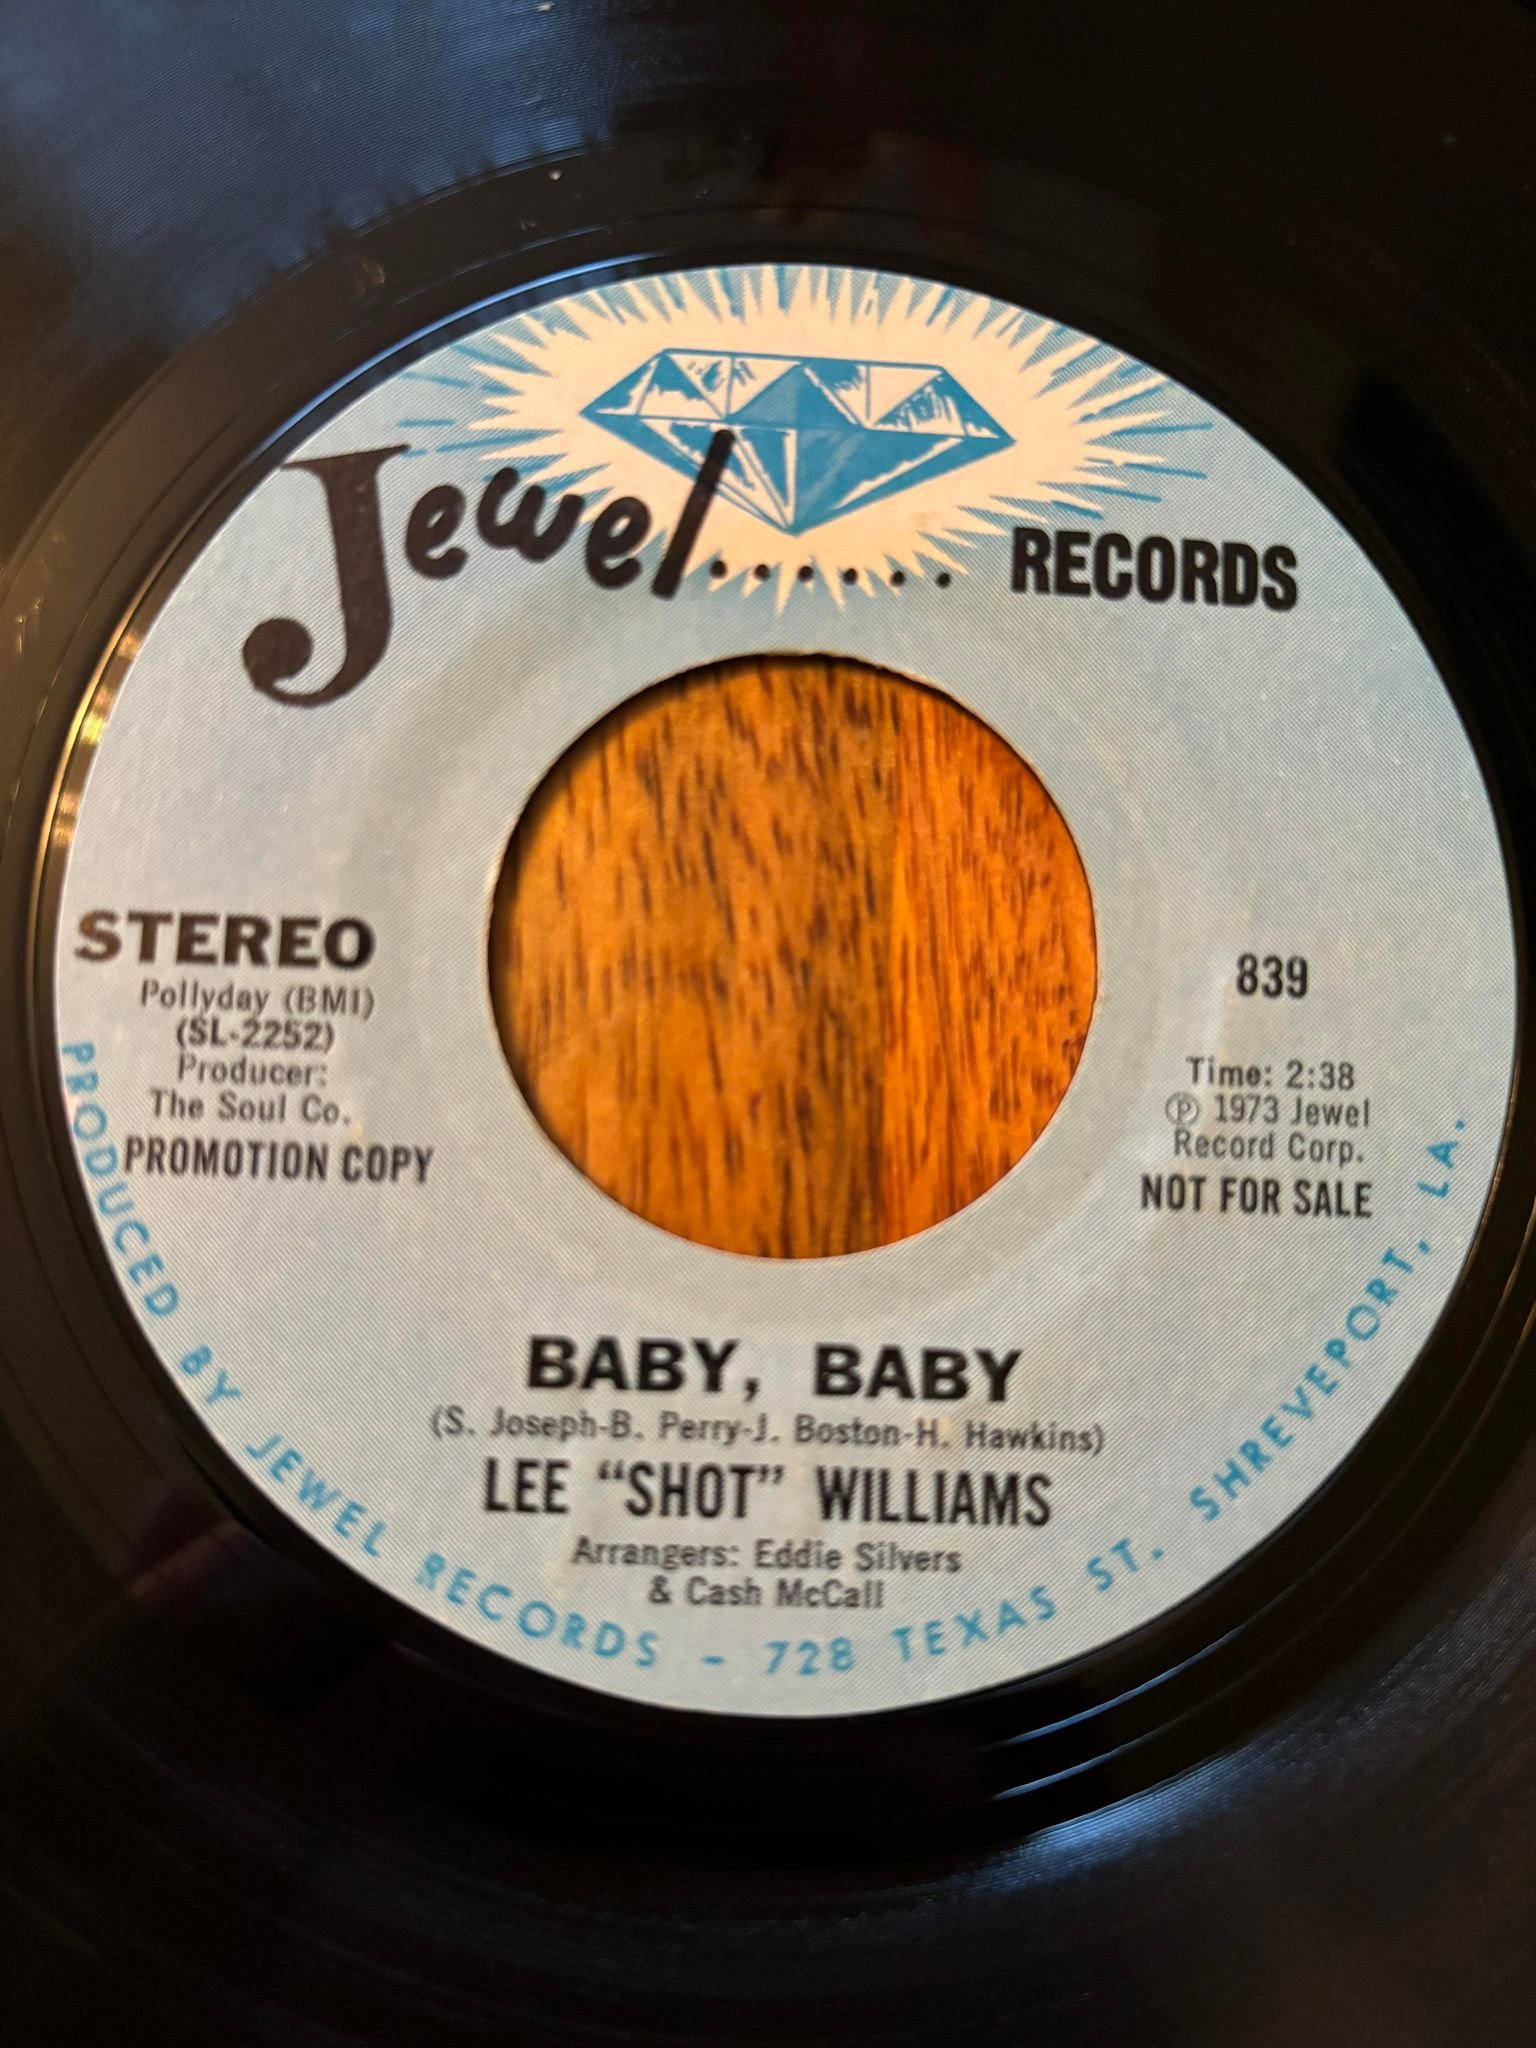 Jewel...... RECORDS
STEREO
Pollyday (BMI)
(SL-2252)
Producer:
The Soul Co.
PROMOTION COPY
839
Time: 2:38
Ⓟ 1973 Jewel
Record Corp.
NOT FOR SALE
BABY, BABY
(S. Joseph-B. Perry-J. Boston-H. Hawkins)
LEE “SHOT” WILLIAMS
Arrangers: Eddie Silvers
& Cash McCall
PRODUCED BY JEWEL RECORDS – 728 TEXAS ST. SHREVEPORT, LA.